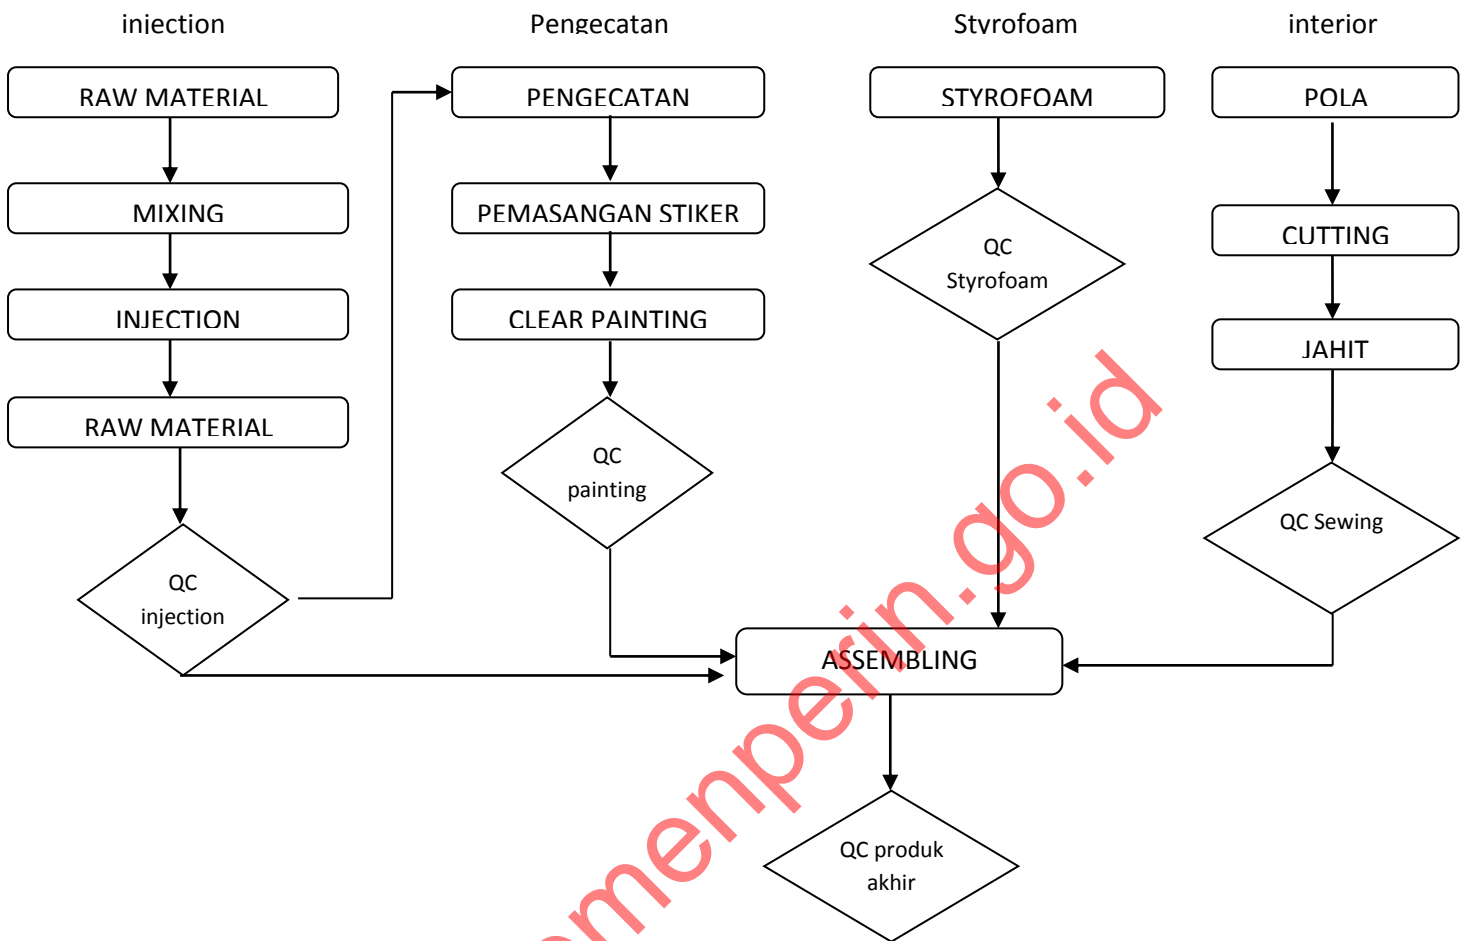 injection
Pengecatan
Styrofoam
interior
RAW MATERIAL
PENGECATAN
STYROFOAM
POLA
MIXING
PEMASANGAN STIKER
QC
Styrofoam
CUTTING
INJECTION
CLEAR PAINTING
JAHIT
RAW MATERIAL
QC
painting
QC Sewing
QC
injection
ASSEMBLING
QC produk
akhir
menperin.go.id